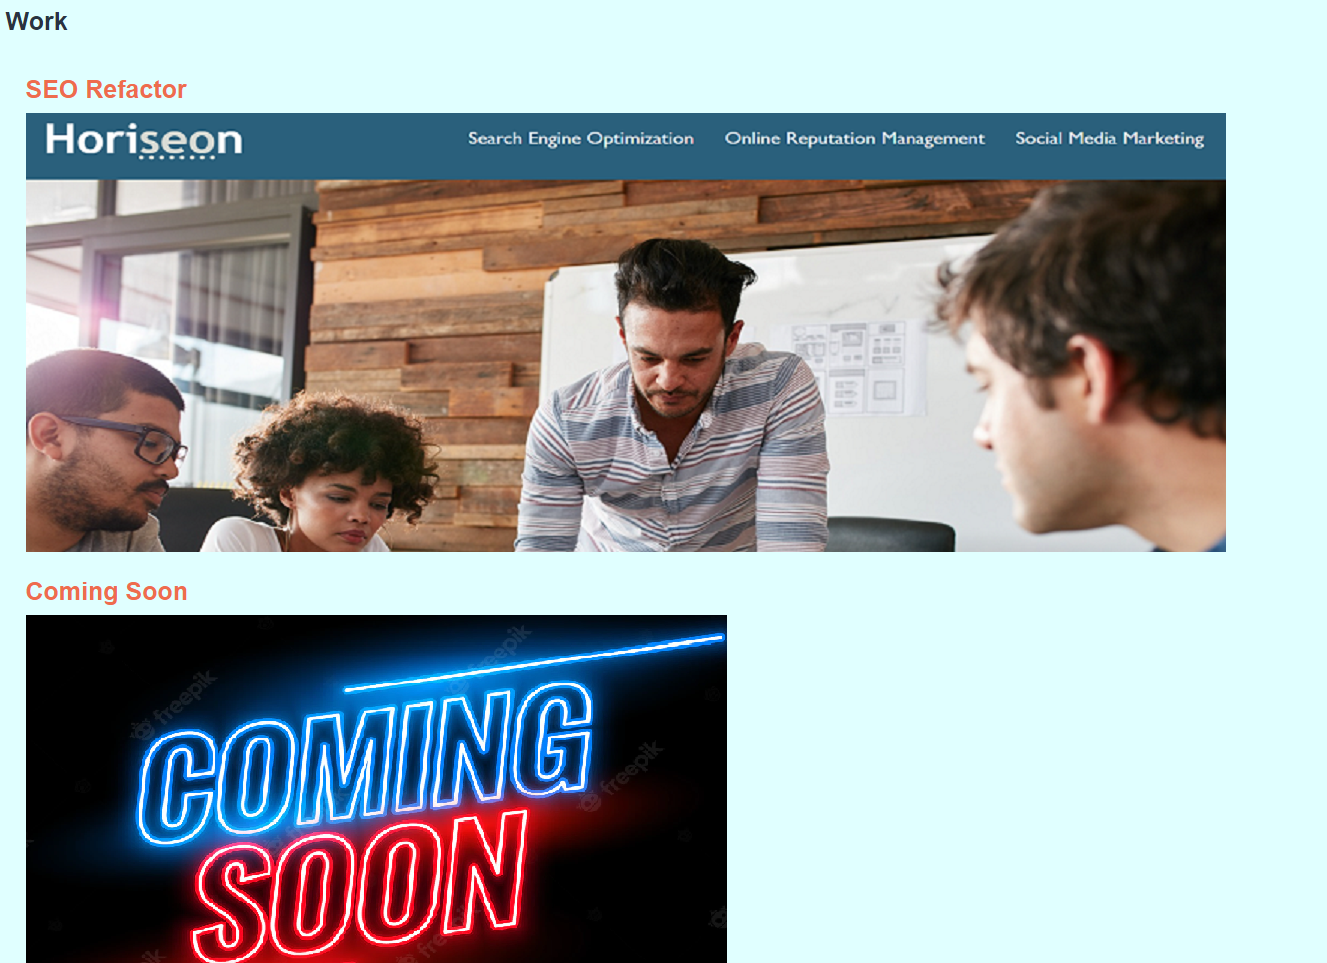 Work
SEO Refactor
Horiseon
Search Engine Optimization Online Reputation Management Social Media Marketing
Coming Soon
freepik
freepik
COMING
freepik
SOON